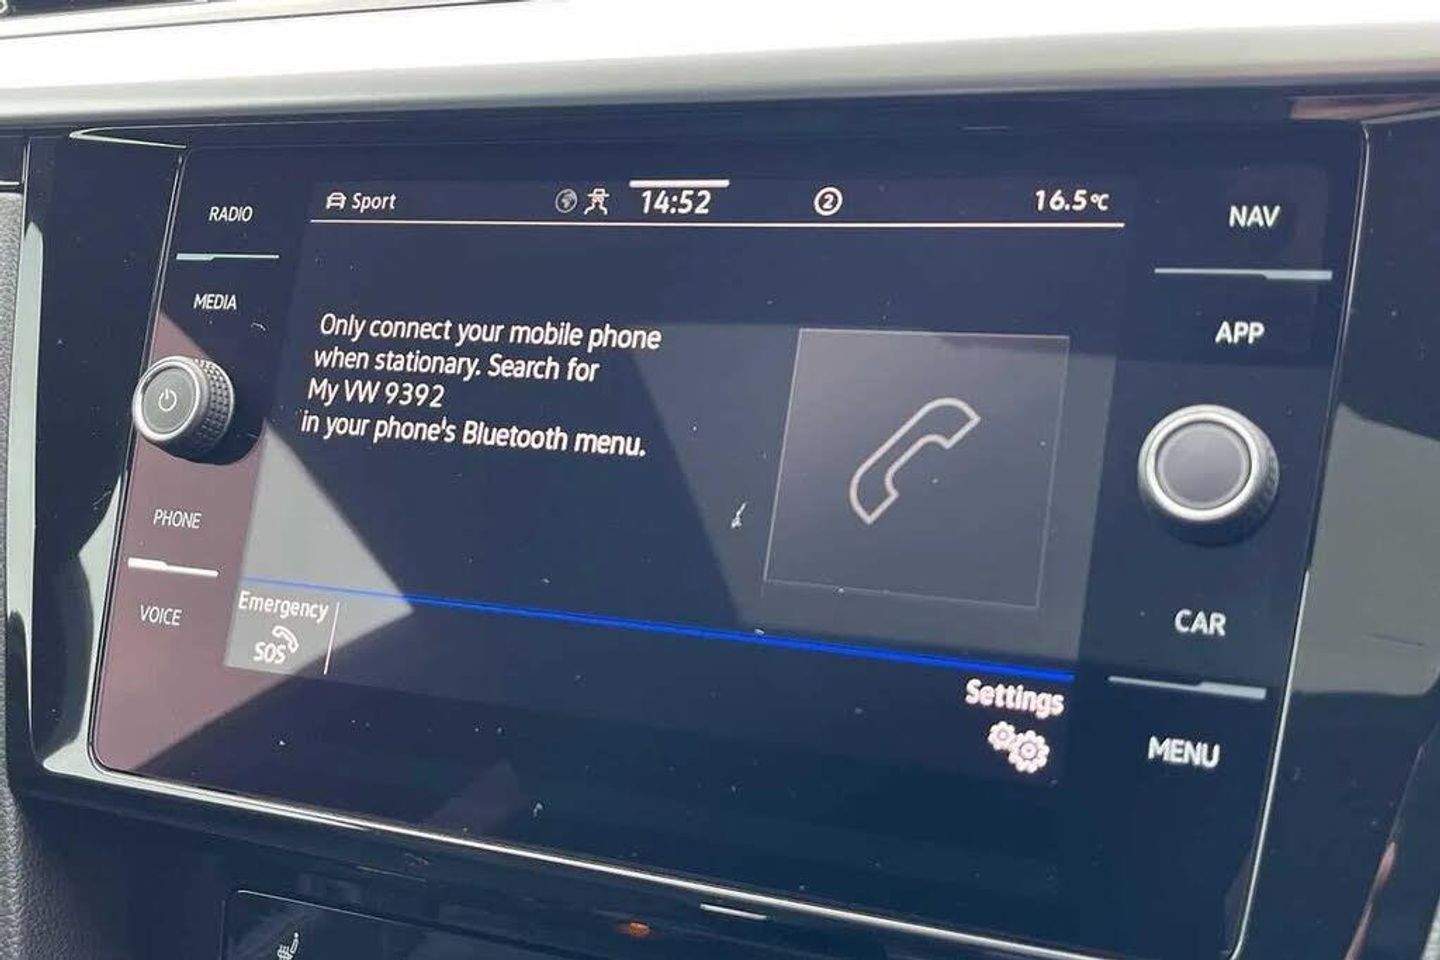 Sport 14:52 2 16.5°C
RADIO
MEDIA
PHONE
VOICE
Only connect your mobile phone
when stationary. Search for
My VW 9392
in your phone's Bluetooth menu.
Emergency
SOS
Settings
NAV
APP
CAR
MENU